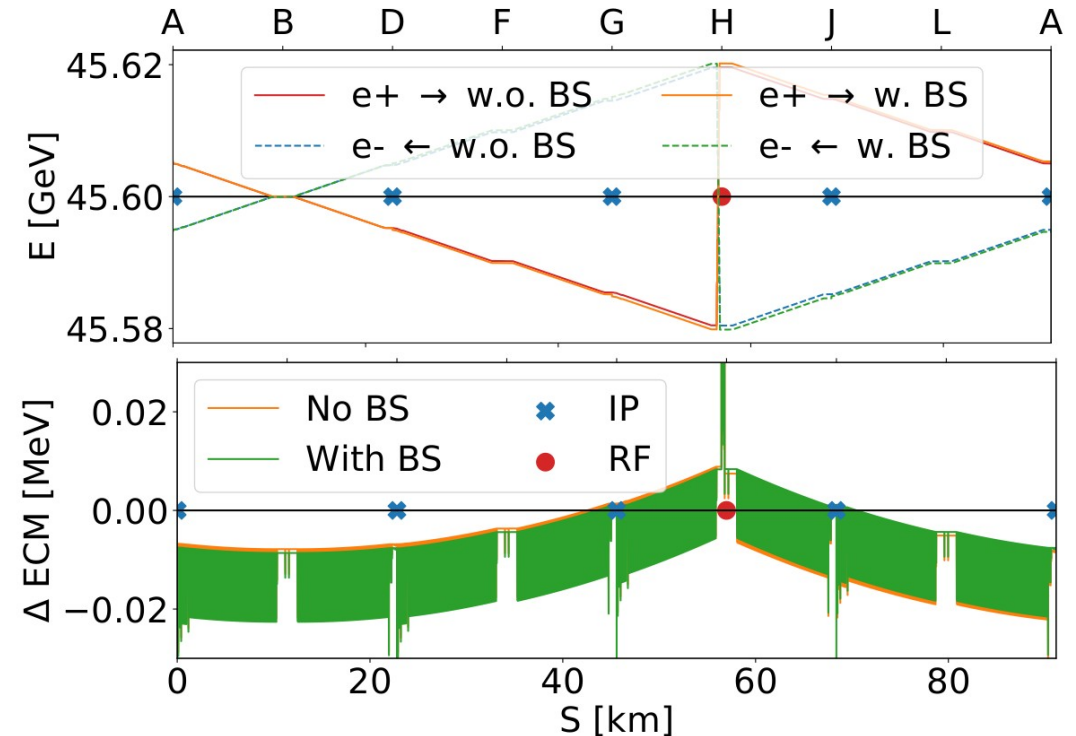 A B D F G H J L A
45.62
e+ → w.o. BS e+ → w. BS
e- ← w.o. BS e- ← w. BS
45.60
45.58
E [GeV]
No BS IP
With BS RF
0.02
0.00
−0.02
Δ ECM [MeV]
0 20 40 60 80
S [km]